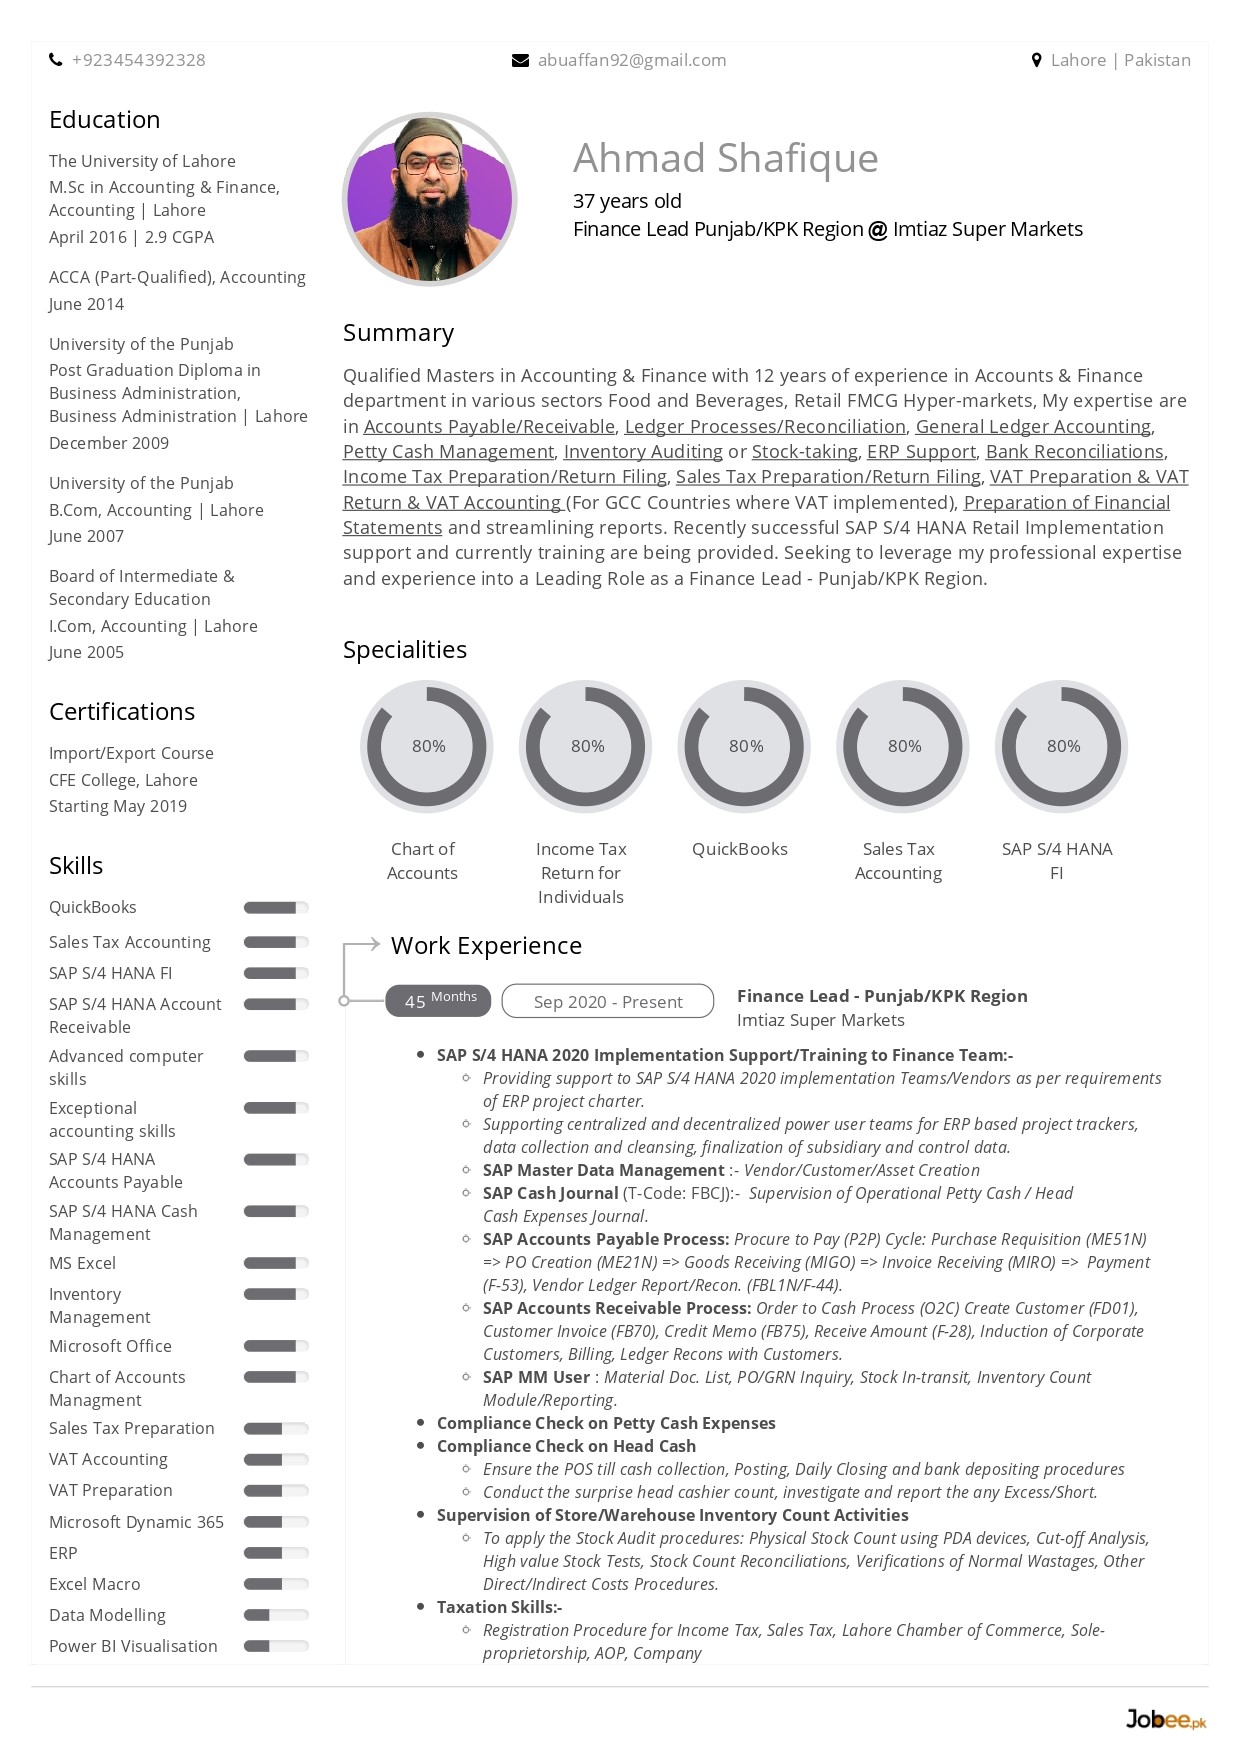 +923454392328
abuaffan92@gmail.com
Lahore | Pakistan
Education
The University of Lahore
M.Sc in Accounting & Finance,
Accounting | Lahore
April 2016 | 2.9 CGPA
ACCA (Part-Qualified), Accounting
June 2014
University of the Punjab
Post Graduation Diploma in
Business Administration,
Business Administration | Lahore
December 2009
University of the Punjab
B.Com, Accounting | Lahore
June 2007
Board of Intermediate &
Secondary Education
I.Com, Accounting | Lahore
June 2005
Certifications
Import/Export Course
CFE College, Lahore
Starting May 2019
Skills
QuickBooks
Sales Tax Accounting
SAP S/4 HANA FI
SAP S/4 HANA Account
Receivable
Advanced computer
skills
Exceptional
accounting skills
SAP S/4 HANA
Accounts Payable
SAP S/4 HANA Cash
Management
MS Excel
Inventory
Management
Microsoft Office
Chart of Accounts
Managment
Sales Tax Preparation
VAT Accounting
VAT Preparation
Microsoft Dynamic 365
ERP
Excel Macro
Data Modelling
Power BI Visualisation
Ahmad Shafique
37 years old
Finance Lead Punjab/KPK Region @ Imtiaz Super Markets
Summary
Qualified Masters in Accounting & Finance with 12 years of experience in Accounts & Finance
department in various sectors Food and Beverages, Retail FMCG Hyper-markets, My expertise are
in Accounts Payable/Receivable, Ledger Processes/Reconciliation, General Ledger Accounting,
Petty Cash Management, Inventory Auditing or Stock-taking, ERP Support, Bank Reconciliations,
Income Tax Preparation/Return Filing, Sales Tax Preparation/Return Filing, VAT Preparation & VAT
Return & VAT Accounting (For GCC Countries where VAT implemented), Preparation of Financial
Statements and streamlining reports. Recently successful SAP S/4 HANA Retail Implementation
support and currently training are being provided. Seeking to leverage my professional expertise
and experience into a Leading Role as a Finance Lead - Punjab/KPK Region.
Specialities
80% 80% 80% 80% 80%
Chart of
Accounts
Income Tax
Return for
Individuals
QuickBooks
Sales Tax
Accounting
SAP S/4 HANA
FI
Work Experience
45 Months
Sep 2020 - Present
Finance Lead - Punjab/KPK Region
Imtiaz Super Markets
SAP S/4 HANA 2020 Implementation Support/Training to Finance Team:-
Providing support to SAP S/4 HANA 2020 implementation Teams/Vendors as per requirements
of ERP project charter.
Supporting centralized and decentralized power user teams for ERP based project trackers,
data collection and cleansing, finalization of subsidiary and control data.
SAP Master Data Management :- Vendor/Customer/Asset Creation
SAP Cash Journal (T-Code: FBCJ):- Supervision of Operational Petty Cash / Head
Cash Expenses Journal.
SAP Accounts Payable Process: Procure to Pay (P2P) Cycle: Purchase Requisition (ME51N)
=> PO Creation (ME21N) => Goods Receiving (MIGO) => Invoice Receiving (MIRO) => Payment
(F-53), Vendor Ledger Report/Recon. (FBL1N/F-44).
SAP Accounts Receivable Process: Order to Cash Process (O2C) Create Customer (FD01),
Customer Invoice (FB70), Credit Memo (FB75), Receive Amount (F-28), Induction of Corporate
Customers, Billing, Ledger Recons with Customers.
SAP MM User : Material Doc. List, PO/GRN Inquiry, Stock In-transit, Inventory Count
Module/Reporting.
Compliance Check on Petty Cash Expenses
Compliance Check on Head Cash
Ensure the POS till cash collection, Posting, Daily Closing and bank depositing procedures
Conduct the surprise head cashier count, investigate and report the any Excess/Short.
Supervision of Store/Warehouse Inventory Count Activities
To apply the Stock Audit procedures: Physical Stock Count using PDA devices, Cut-off Analysis,
High value Stock Tests, Stock Count Reconciliations, Verifications of Normal Wastages, Other
Direct/Indirect Costs Procedures.
Taxation Skills:-
Registration Procedure for Income Tax, Sales Tax, Lahore Chamber of Commerce, Sole-
proprietorship, AOP, Company
Jobee.pk